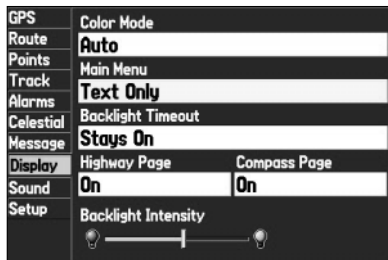 GPS
Route
Points
Track
Alarms
Celestial
Message
Display
Sound
Setup
Color Mode
Auto
Main Menu
Text Only
Backlight Timeout
Stays On
Highway Page Compass Page
On On
Backlight Intensity